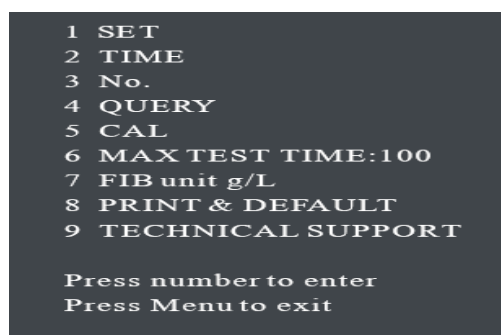 1 SET
2 TIME
3 No.
4 QUERY
5 CAL
6 MAX TEST TIME:100
7 FIB unit g/L
8 PRINT & DEFAULT
9 TECHNICAL SUPPORT
Press number to enter
Press Menu to exit